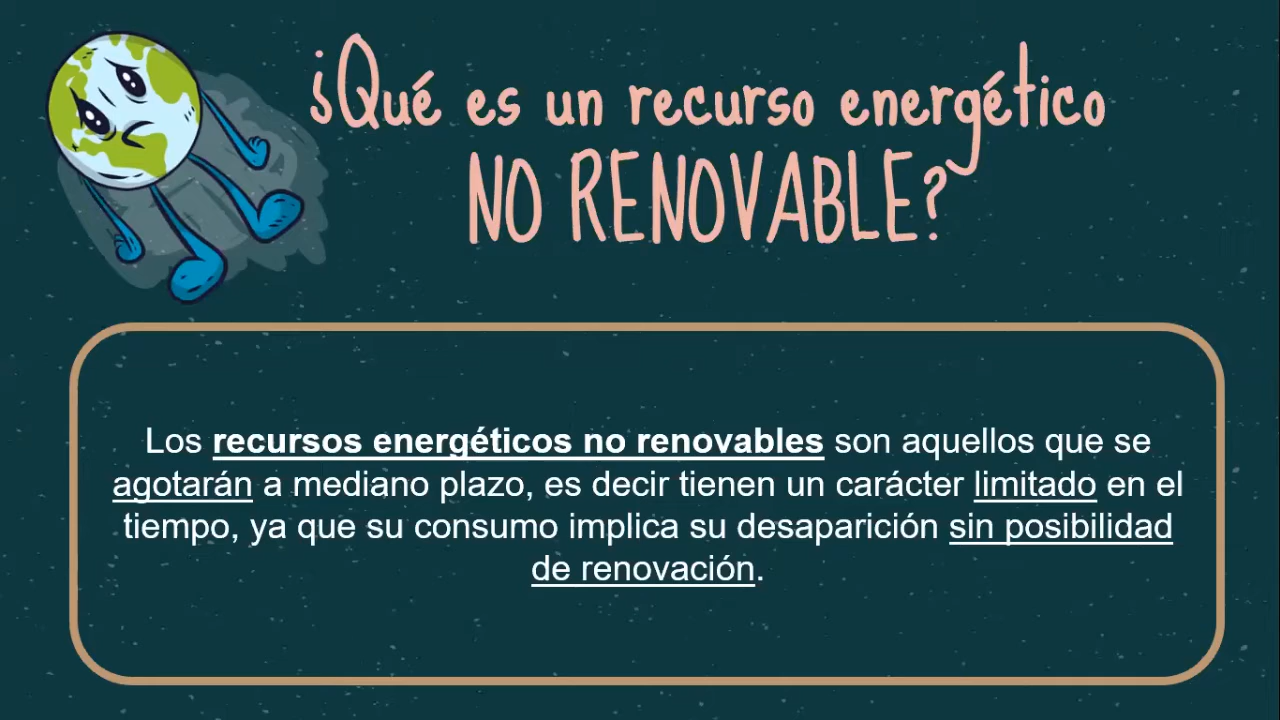 ¿Qué es un recurso energético
NO RENOVABLE?
Los recursos energéticos no renovables son aquellos que se
agotarán a mediano plazo, es decir tienen un carácter limitado en el
tiempo, ya que su consumo implica su desaparición sin posibilidad
de renovación.